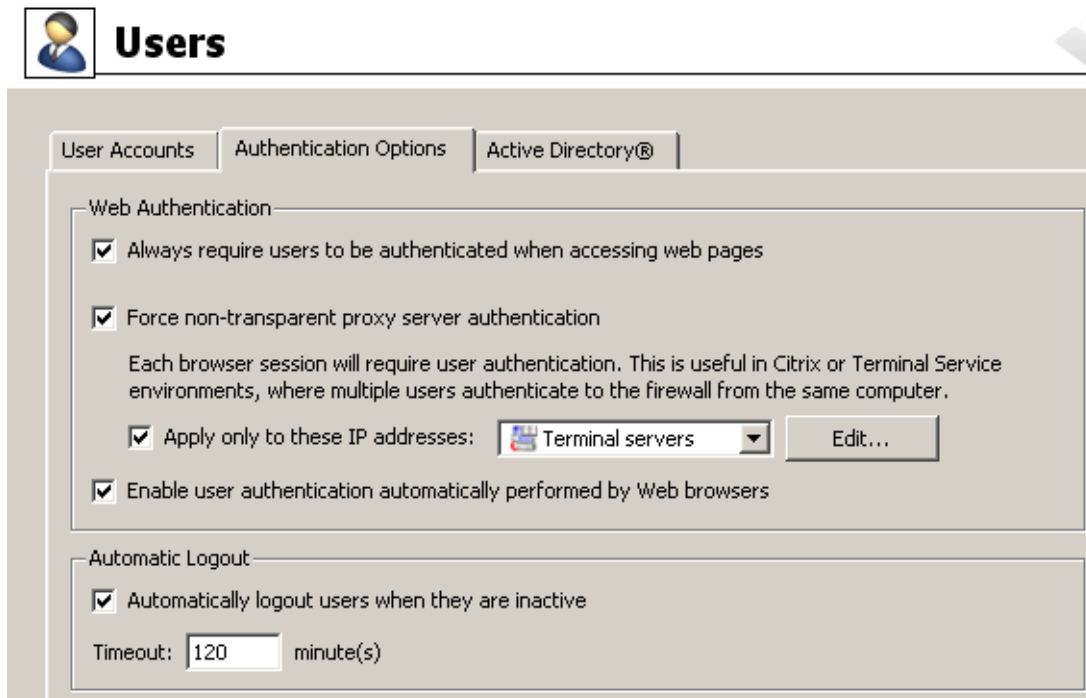 Users
User Accounts
Authentication Options
Active Directory®
Web Authentication
Always require users to be authenticated when accessing web pages
Force non-transparent proxy server authentication
Each browser session will require user authentication. This is useful in Citrix or Terminal Service
environments, where multiple users authenticate to the firewall from the same computer.
Apply only to these IP addresses: Terminal servers Edit...
Enable user authentication automatically performed by Web browsers
Automatic Logout
Automatically logout users when they are inactive
Timeout: 120 minute(s)